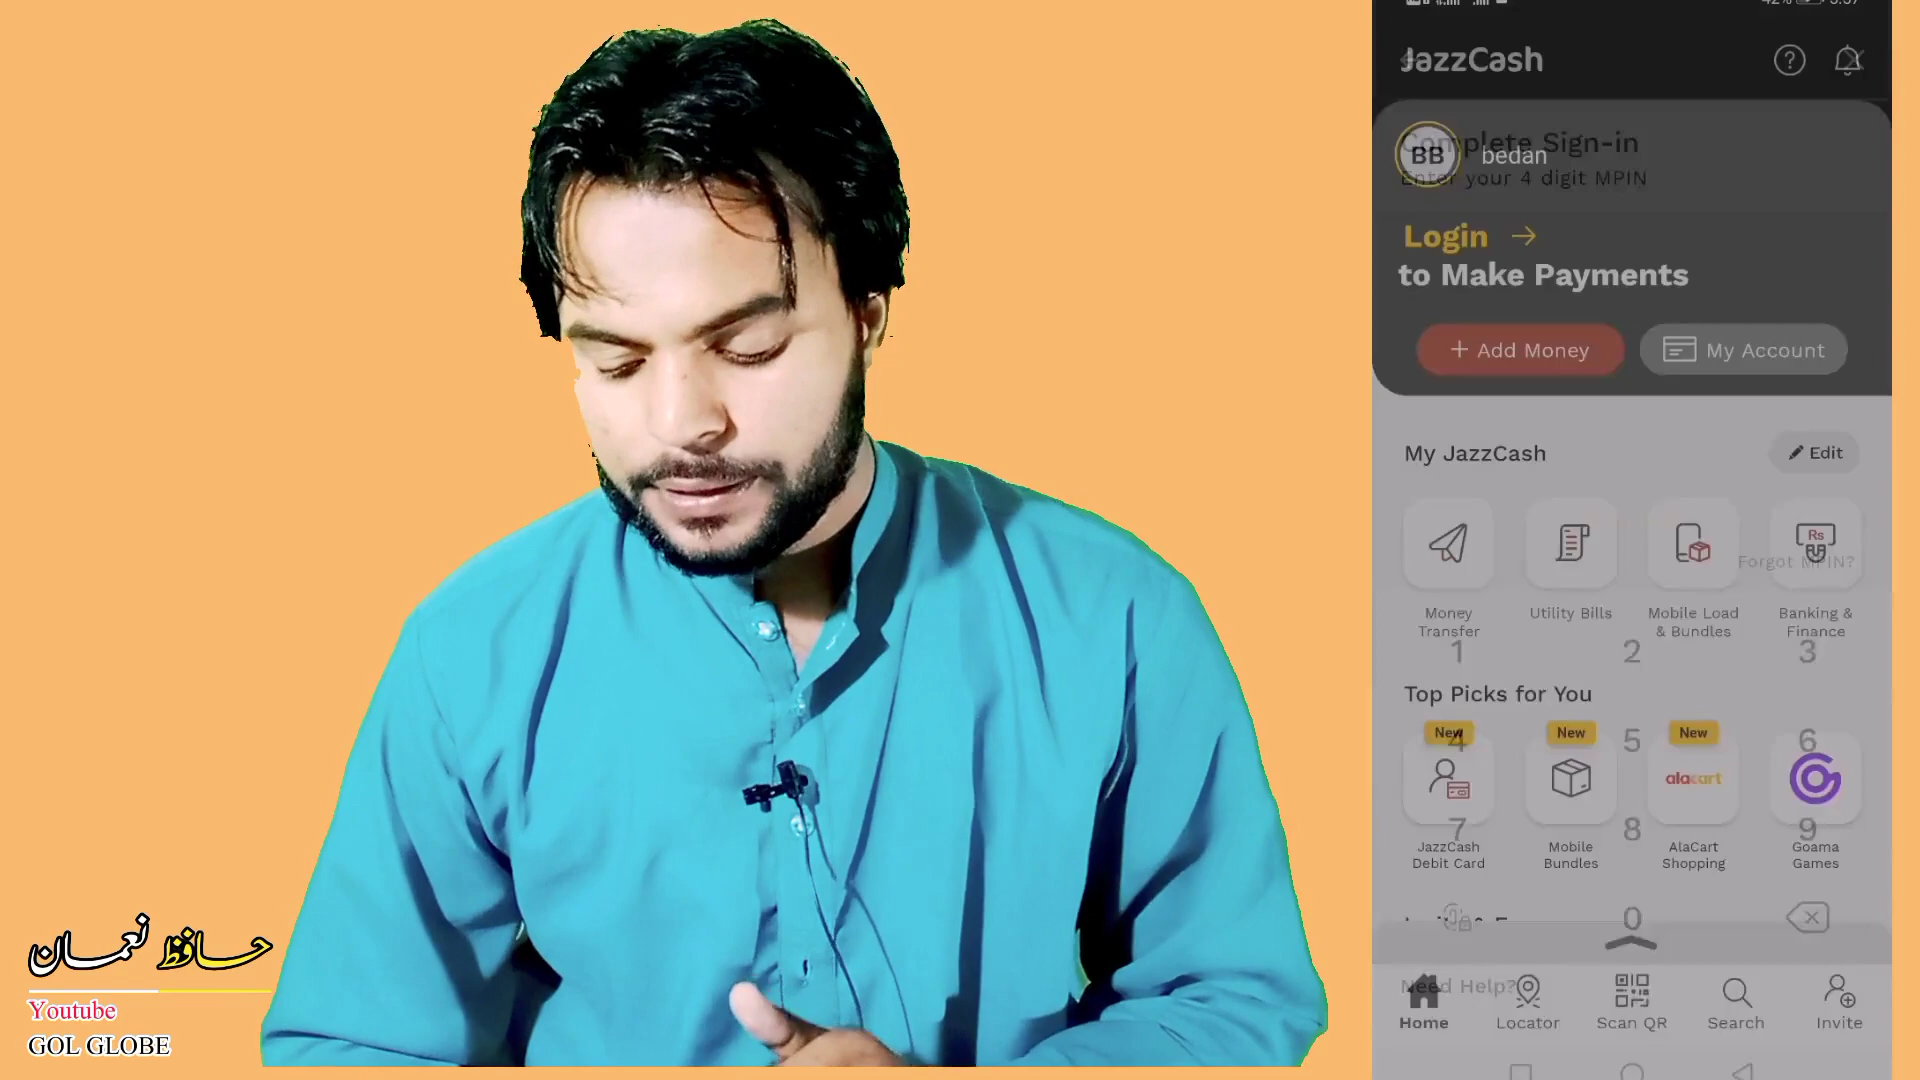 حافظ نعمان
Youtube
GOL GLOBE
42%
JazzCash
?
Complete Sign-in
BB
bedan
Enter your 4 digit MPIN
Login →
to Make Payments
+ Add Money
My Account
My JazzCash
Edit
Rs
Forgot MPIN?
Money Transfer
Utility Bills
Mobile Load & Bundles
Banking & Finance
1 2 3
Top Picks for You
New New New
4 5 6
alacart
7 8 9
JazzCash Debit Card
Mobile Bundles
AlaCart Shopping
Goama Games
0
Need Help?
Home Locator Scan QR Search Invite